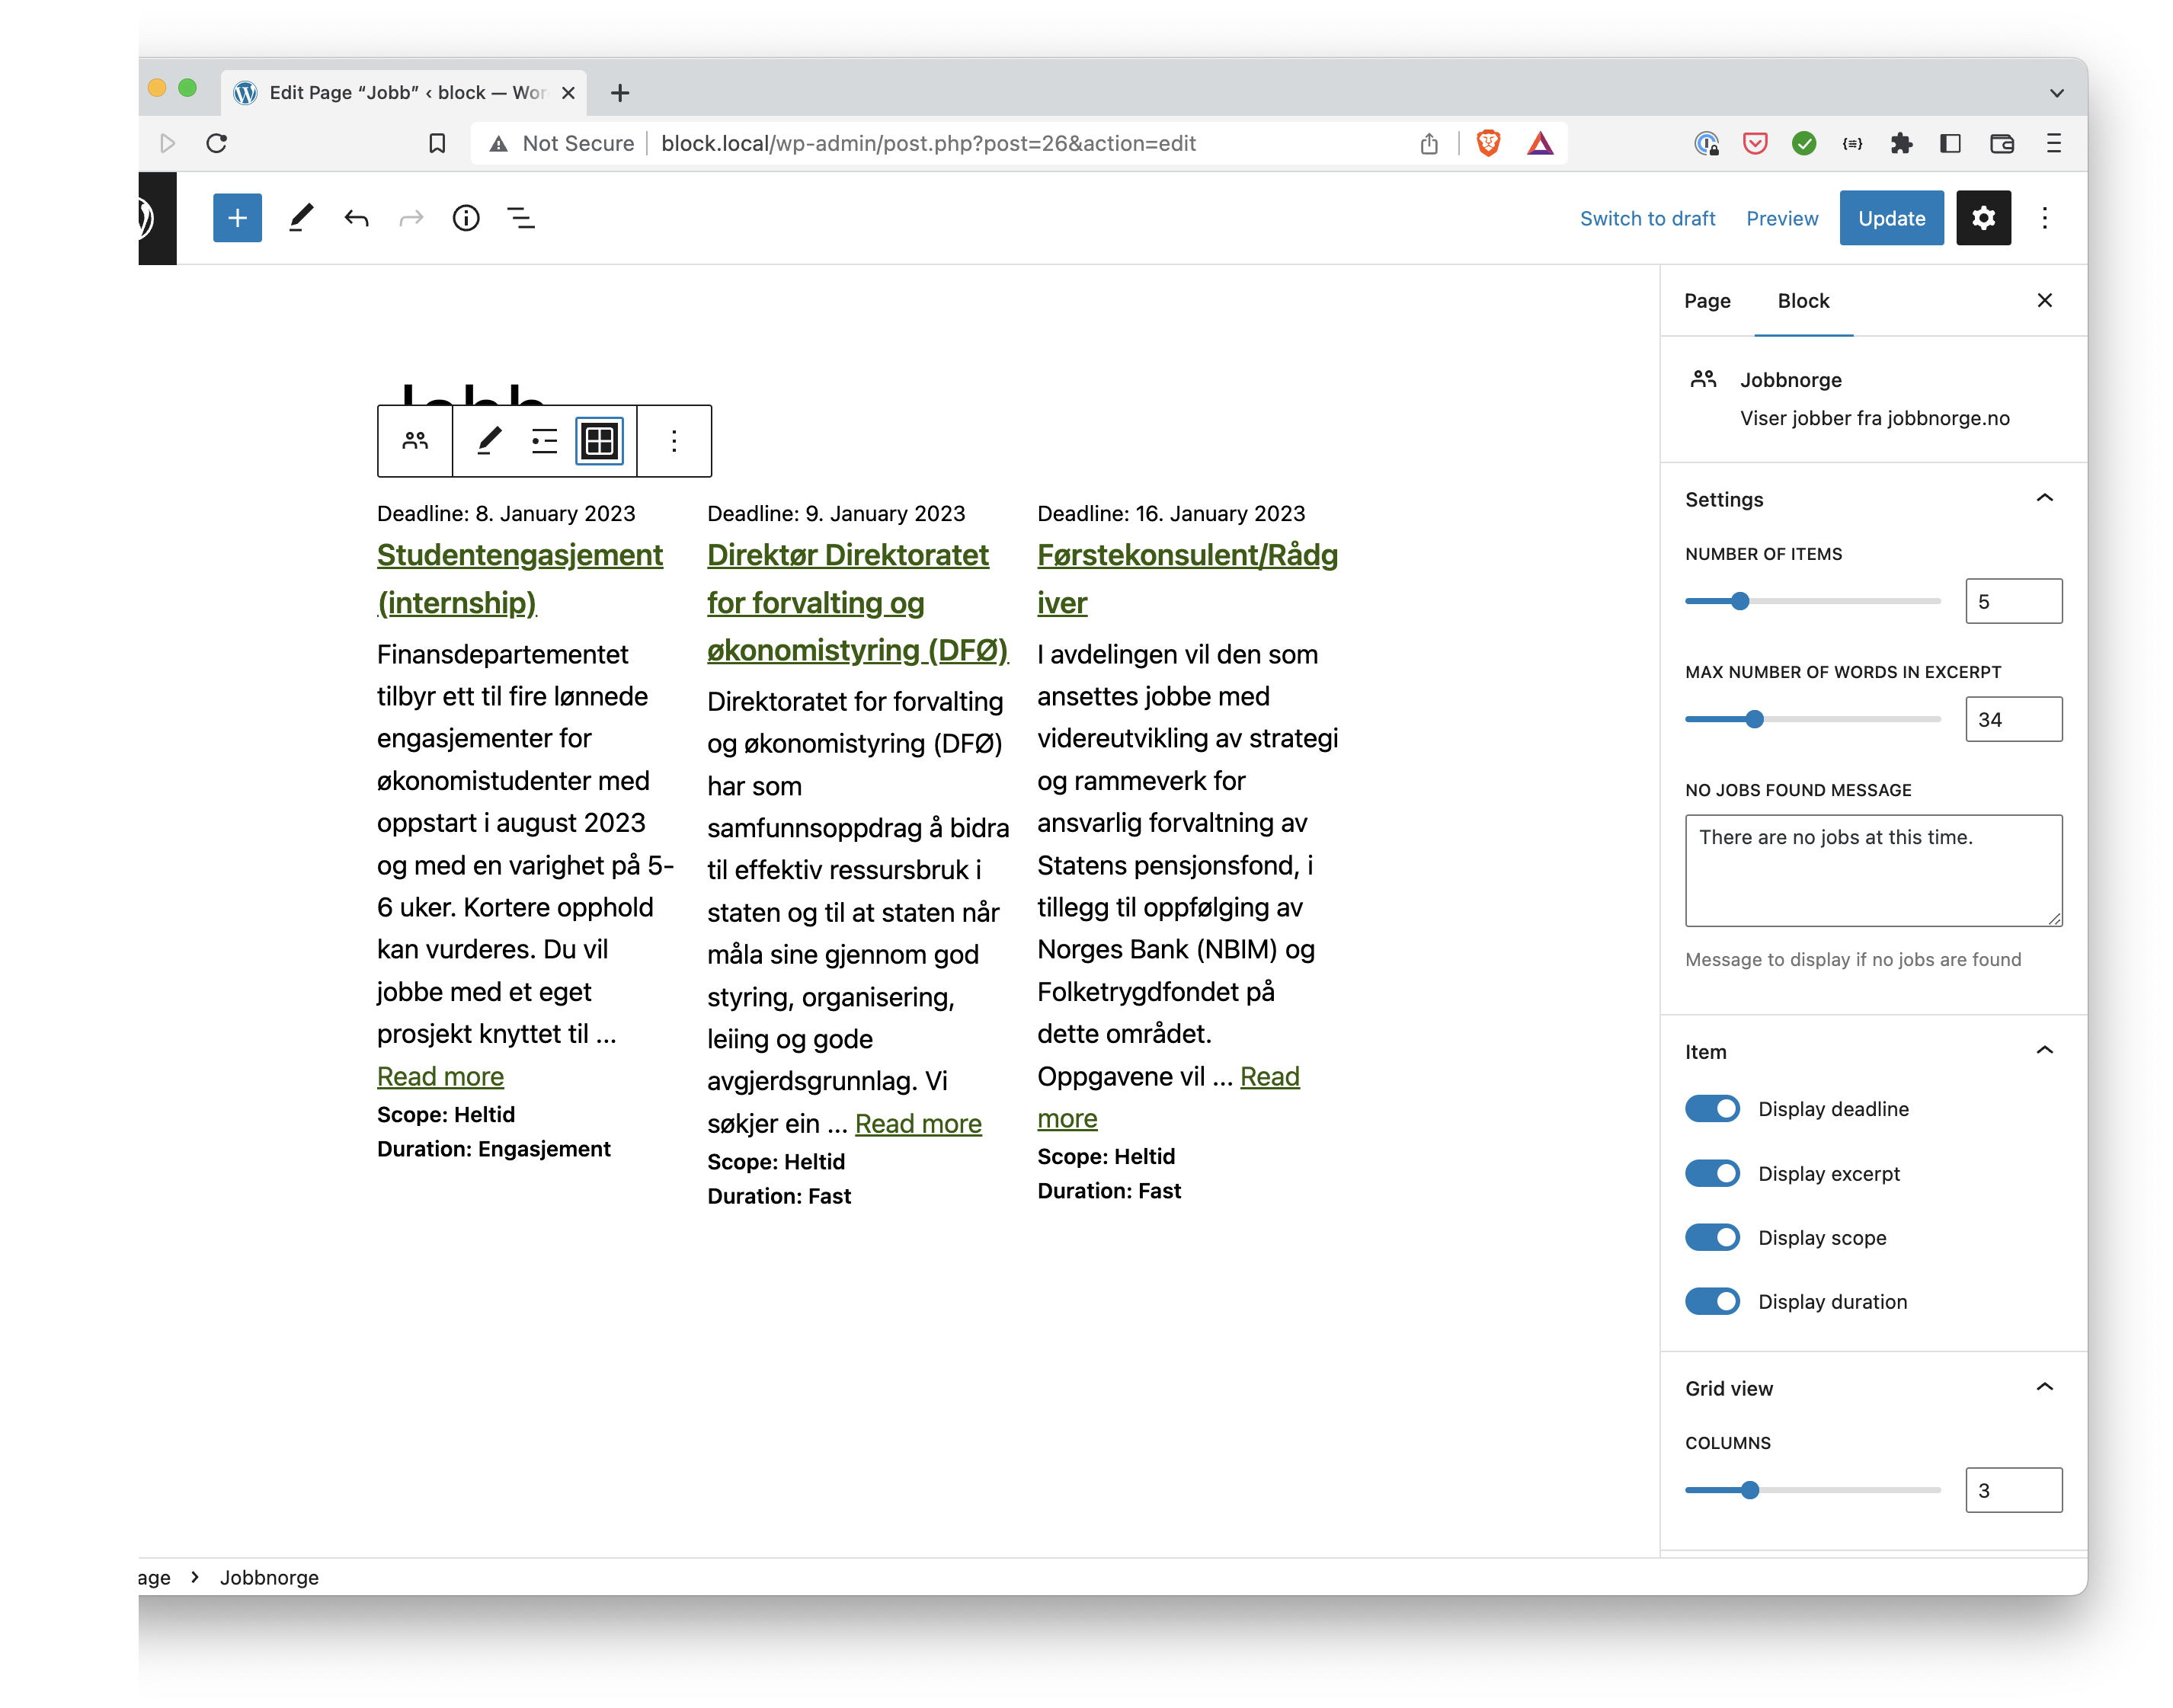 Edit Page “Jobb” ‹ block — Wor
Not Secure block.local/wp-admin/post.php?post=26&action=edit
Switch to draft Preview Update
Page Block
Jobbnorge
Viser jobber fra jobbnorge.no
Jobb
Deadline: 8. January 2023
Studentengasjement
(internship)
Finansdepartementet
tilbyr ett til fire lønnede
engasjementer for
økonomistudenter med
oppstart i august 2023
og med en varighet på 5-
6 uker. Kortere opphold
kan vurderes. Du vil
jobbe med et eget
prosjekt knyttet til ...
Read more
Scope: Heltid
Duration: Engasjement
Deadline: 9. January 2023
Direktør Direktoratet
for forvalting og
økonomistyring (DFØ)
Direktoratet for forvalting
og økonomistyring (DFØ)
har som
samfunnsoppdrag å bidra
til effektiv ressursbruk i
staten og til at staten når
måla sine gjennom god
styring, organisering,
leiing og gode
avgjerdsgrunnlag. Vi
søkjer ein ... Read more
Scope: Heltid
Duration: Fast
Deadline: 16. January 2023
Førstekonsulent/Rådg
iver
I avdelingen vil den som
ansettes jobbe med
videreutvikling av strategi
og rammeverk for
ansvarlig forvaltning av
Statens pensjonsfond, i
tillegg til oppfølging av
Norges Bank (NBIM) og
Folketrygdfondet på
dette området.
Oppgavene vil ... Read
more
Scope: Heltid
Duration: Fast
Settings
NUMBER OF ITEMS
5
MAX NUMBER OF WORDS IN EXCERPT
34
NO JOBS FOUND MESSAGE
There are no jobs at this time.
Message to display if no jobs are found
Item
Display deadline
Display excerpt
Display scope
Display duration
Grid view
COLUMNS
3
age › Jobbnorge